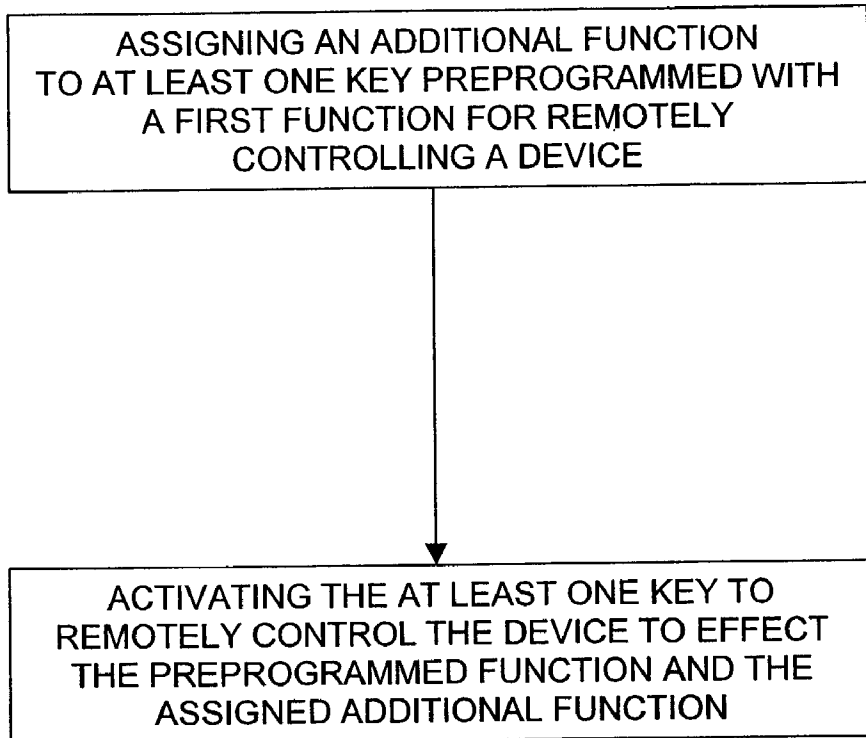 ASSIGNING AN ADDITIONAL FUNCTION
TO AT LEAST ONE KEY PREPROGRAMMED WITH
A FIRST FUNCTION FOR REMOTELY
CONTROLLING A DEVICE
ACTIVATING THE AT LEAST ONE KEY TO
REMOTELY CONTROL THE DEVICE TO EFFECT
THE PREPROGRAMMED FUNCTION AND THE
ASSIGNED ADDITIONAL FUNCTION